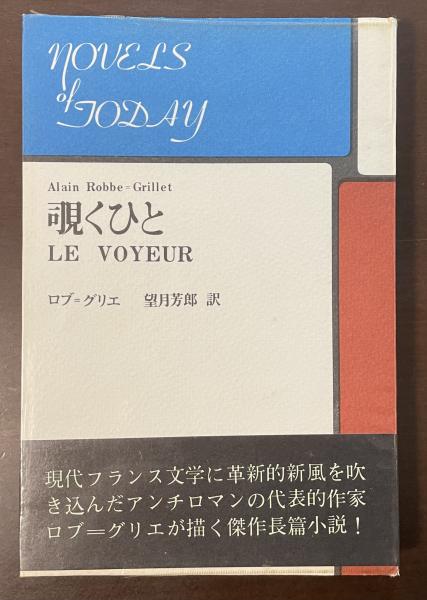 NOVELS
of
TODAY
Alain Robbe=Grillet
覗くひと
LE VOYEUR
ロブ=グリエ 望月芳郎 訳
現代フランス文学に革新的新風を吹
き込んだアンチロマンの代表的作家
ロブ=グリエが描く傑作長篇小説!